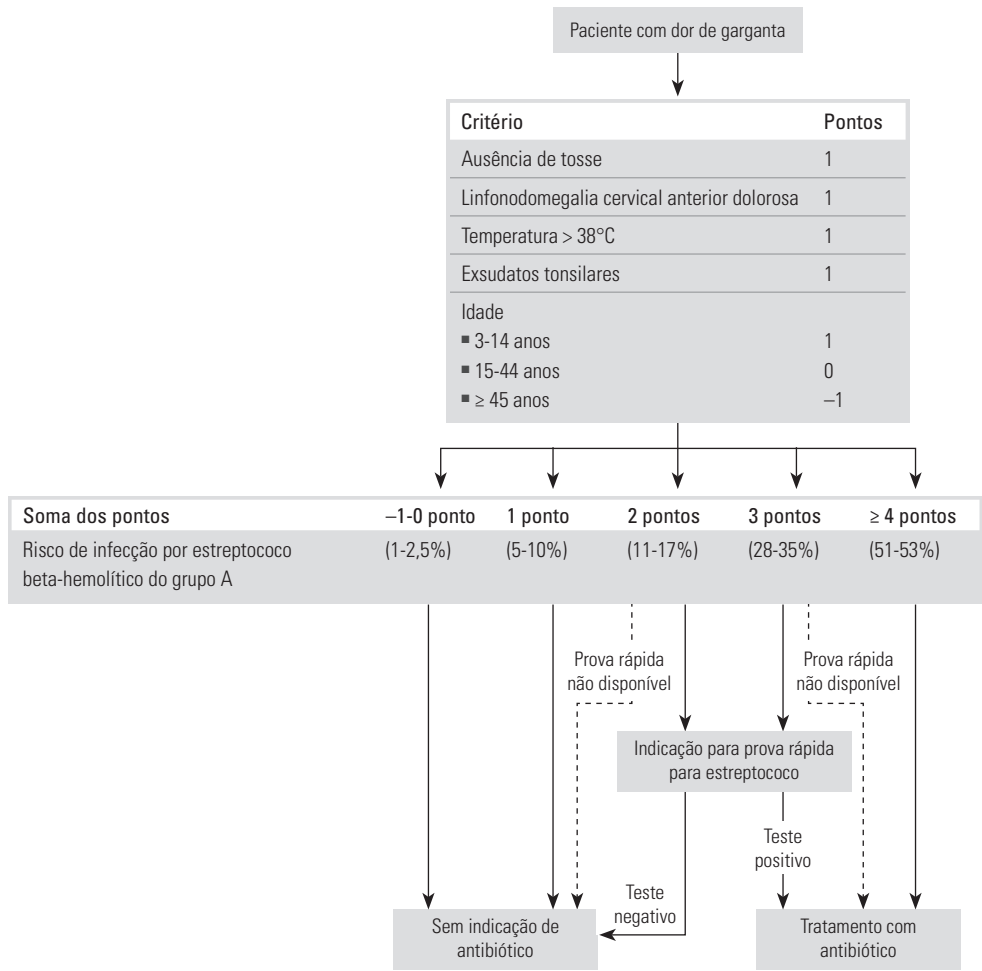 Paciente com dor de garganta
Critério Pontos
Ausência de tosse 1
Linfonodomegalia cervical anterior dolorosa 1
Temperatura > 38°C 1
Exsudatos tonsilares 1
Idade
▪ 3-14 anos 1
▪ 15-44 anos 0
▪ ≥ 45 anos –1
Soma dos pontos –1-0 ponto 1 ponto 2 pontos 3 pontos ≥ 4 pontos
Risco de infecção por estreptococo (1-2,5%) (5-10%) (11-17%) (28-35%) (51-53%)
beta-hemolítico do grupo A
Prova rápida
não disponível
Prova rápida
não disponível
Indicação para prova rápida
para estreptococo
Teste
positivo
Teste
negativo
Sem indicação de
antibiótico
Tratamento com
antibiótico